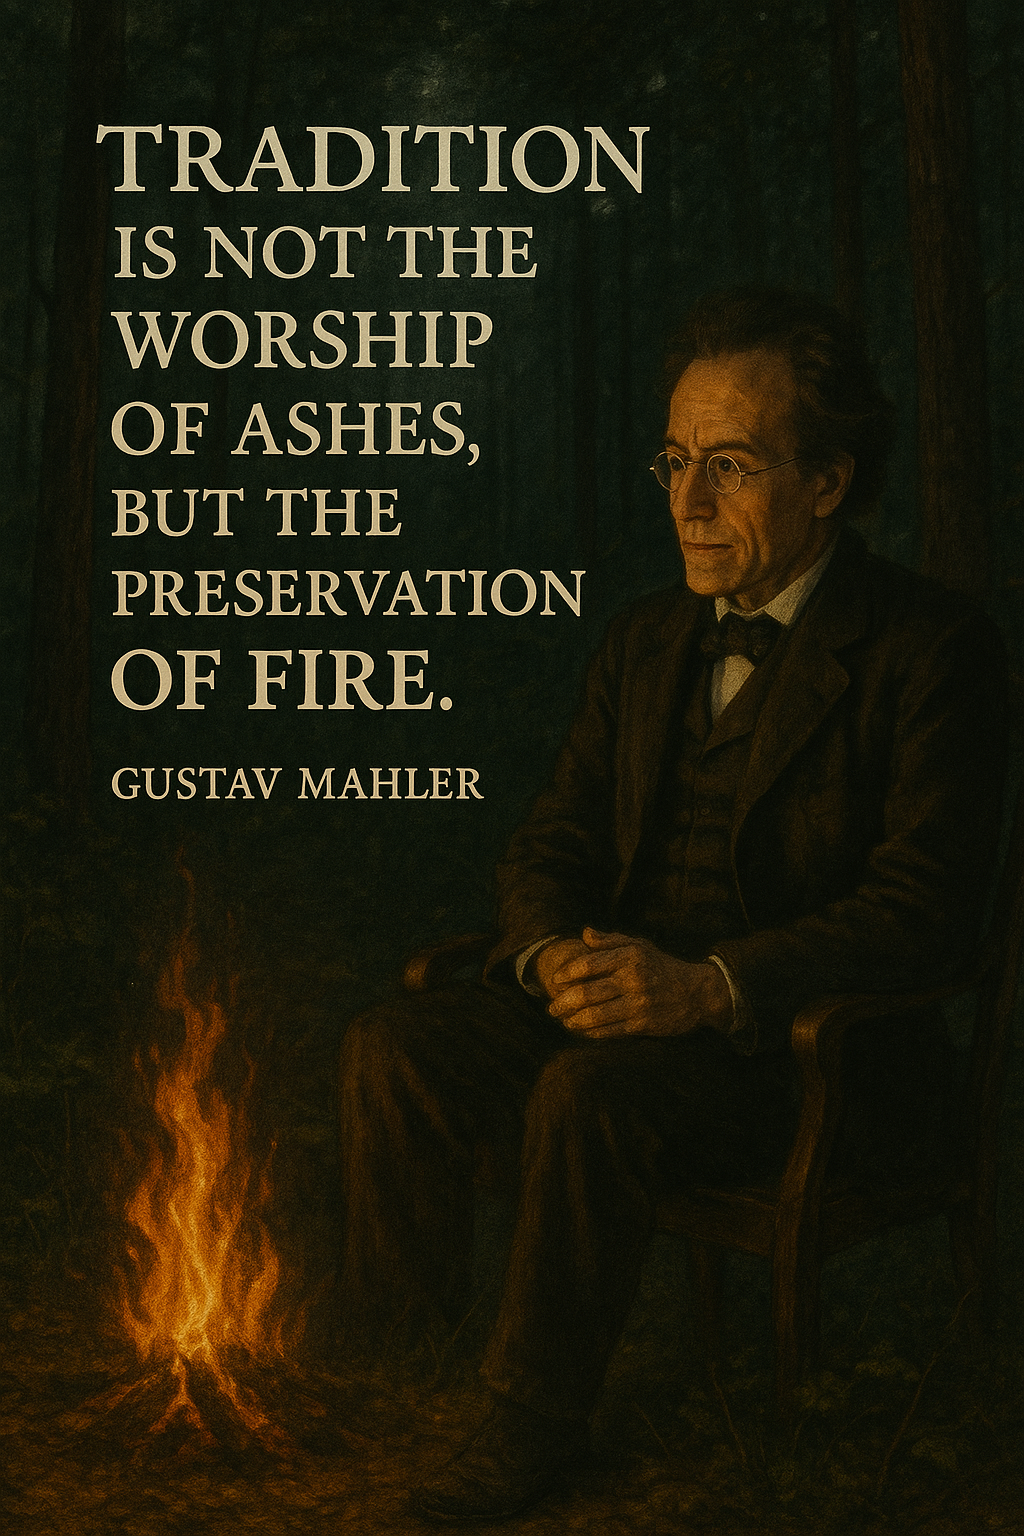 TRADITION
IS NOT THE
WORSHIP
OF ASHES,
BUT THE
PRESERVATION
OF FIRE.
GUSTAV MAHLER